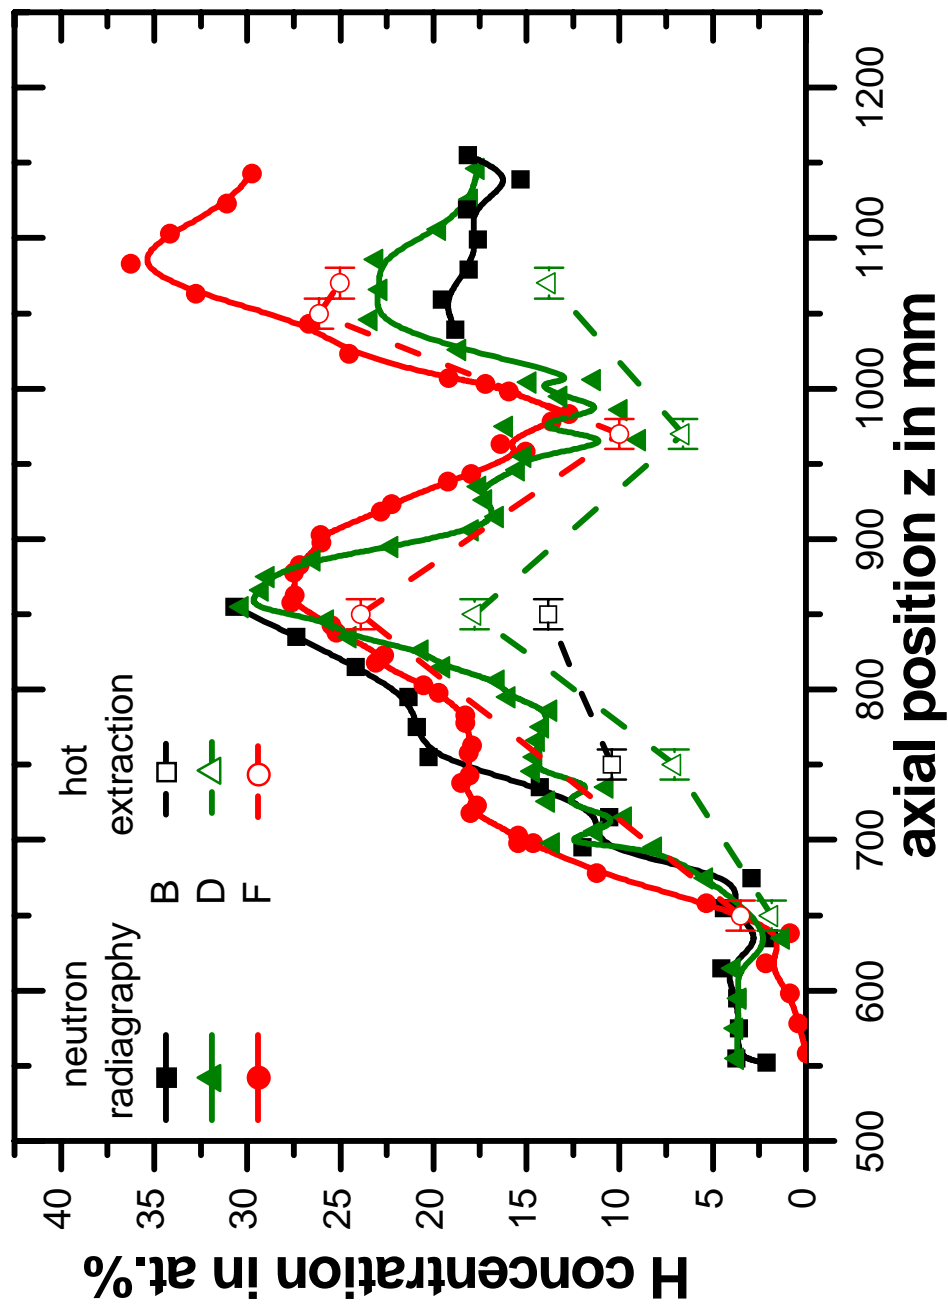 neutron hot
radiagraphy extraction
B
D
F
H concentration in at.%
40
35
30
25
20
15
10
5
0
500 600 700 800 900 1000 1100 1200
axial position z in mm